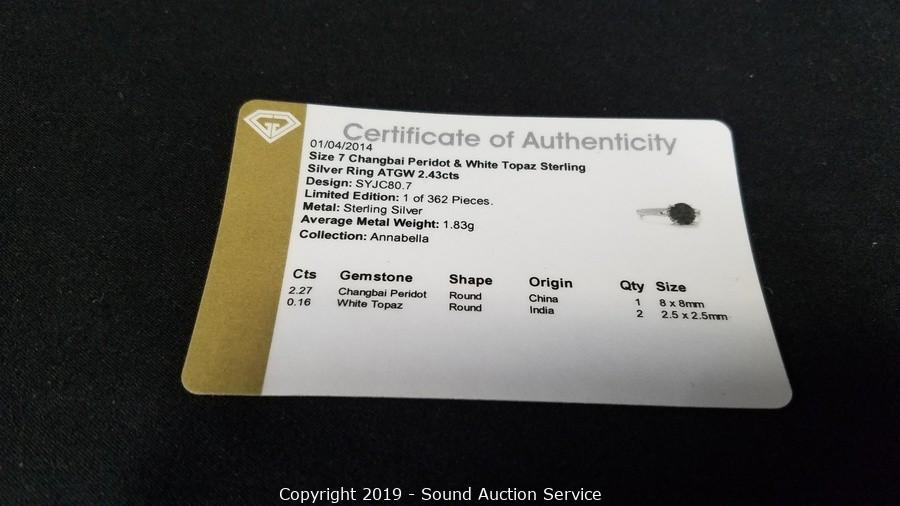 Certificate of Authenticity
01/04/2014
Size 7 Changbai Peridot & White Topaz Sterling
Silver Ring ATGW 2.43cts
Design: SYJC80.7
Limited Edition: 1 of 362 Pieces.
Metal: Sterling Silver
Average Metal Weight: 1.83g
Collection: Annabella
Cts Gemstone Shape Origin Qty Size
2.27 Changbai Peridot Round China 1 8 x 8mm
0.16 White Topaz Round India 2 2.5 x 2.5mm
Copyright 2019 - Sound Auction Service